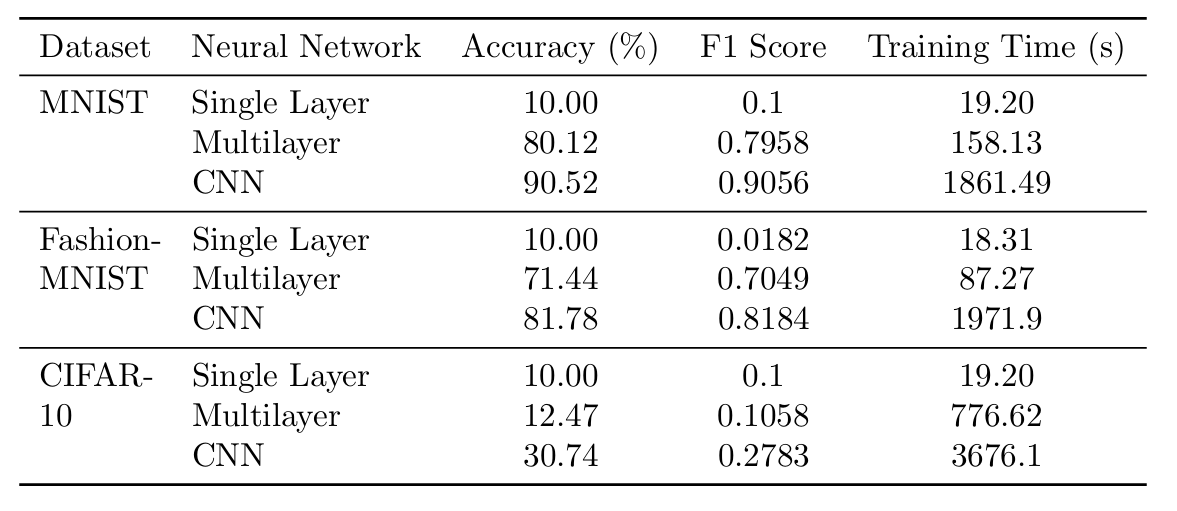 Dataset Neural Network Accuracy (%) F1 Score Training Time (s)
MNIST Single Layer 10.00 0.1 19.20
Multilayer 80.12 0.7958 158.13
CNN 90.52 0.9056 1861.49
Fashion- Single Layer 10.00 0.0182 18.31
MNIST Multilayer 71.44 0.7049 87.27
CNN 81.78 0.8184 1971.9
CIFAR- Single Layer 10.00 0.1 19.20
10 Multilayer 12.47 0.1058 776.62
CNN 30.74 0.2783 3676.1